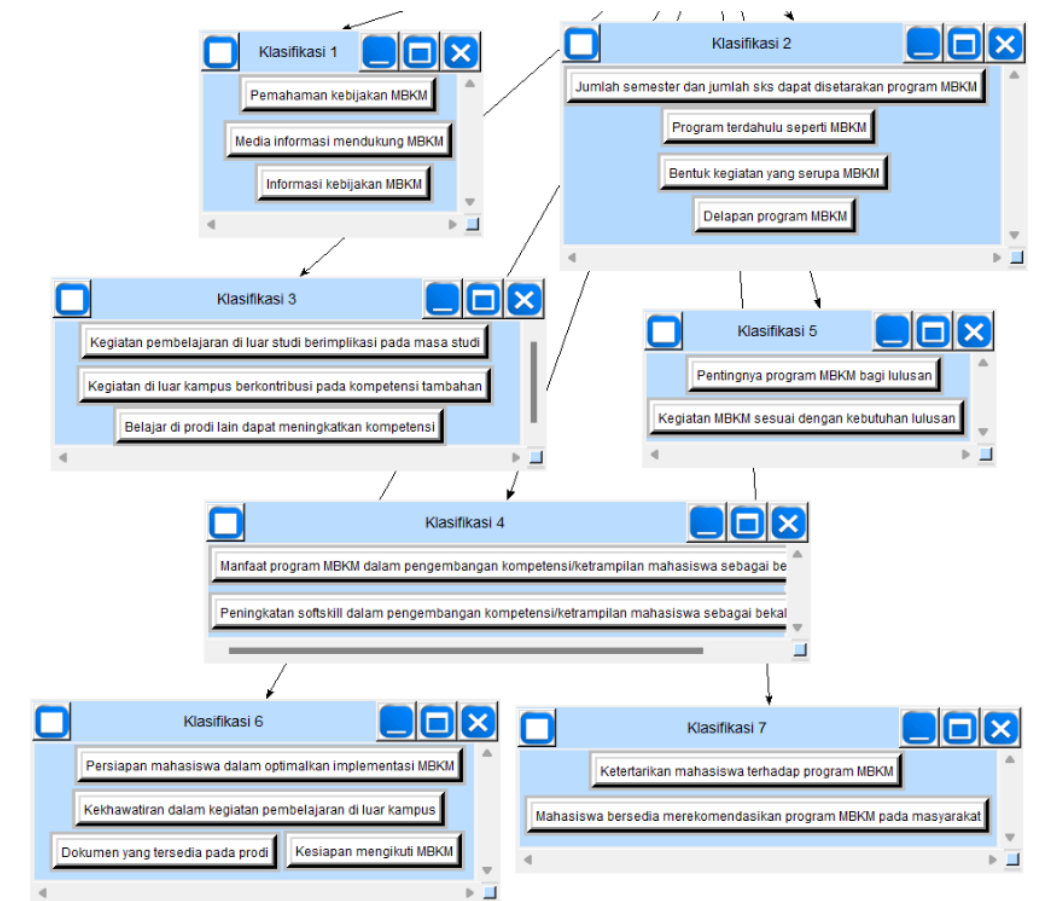 Klasifikasi 1
Pemahaman kebijakan MBKM
Media informasi mendukung MBKM
Informasi kebijakan MBKM
Klasifikasi 2
Jumlah semester dan jumlah sks dapat disetarakan program MBKM
Program terdahulu seperti MBKM
Bentuk kegiatan yang serupa MBKM
Delapan program MBKM
Klasifikasi 3
Kegiatan pembelajaran di luar studi berimplikasi pada masa studi
Kegiatan di luar kampus berkontribusi pada kompetensi tambahan
Belajar di prodi lain dapat meningkatkan kompetensi
Klasifikasi 5
Pentingnya program MBKM bagi lulusan
Kegiatan MBKM sesuai dengan kebutuhan lulusan
Klasifikasi 4
Manfaat program MBKM dalam pengembangan kompetensi/ketrampilan mahasiswa sebagai be
Peningkatan softskill dalam pengembangan kompetensi/ketrampilan mahasiswa sebagai bekal
Klasifikasi 6
Persiapan mahasiswa dalam optimalkan implementasi MBKM
Kekhawatiran dalam kegiatan pembelajaran di luar kampus
Dokumen yang tersedia pada prodi
Kesiapan mengikuti MBKM
Klasifikasi 7
Ketertarikan mahasiswa terhadap program MBKM
Mahasiswa bersedia merekomendasikan program MBKM pada masyarakat